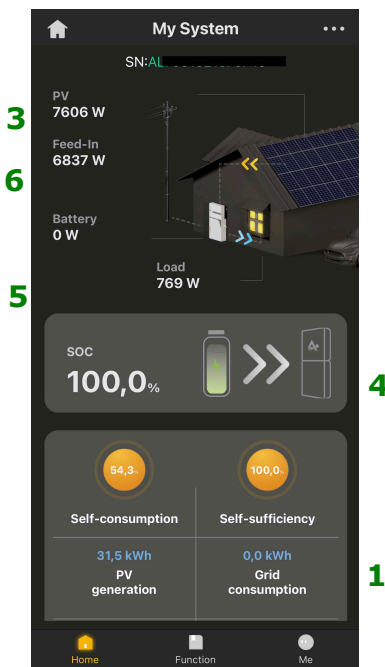 My System
SN:AL
PV
7606 W
3
Feed-In
6837 W
6
Battery
0 W
Load
769 W
5
SOC
100,0%
4
54,3%
100,0%
Self-consumption
Self-sufficiency
31,5 kWh
0,0 kWh
PV
generation
Grid
consumption
1
Home
Function
Me